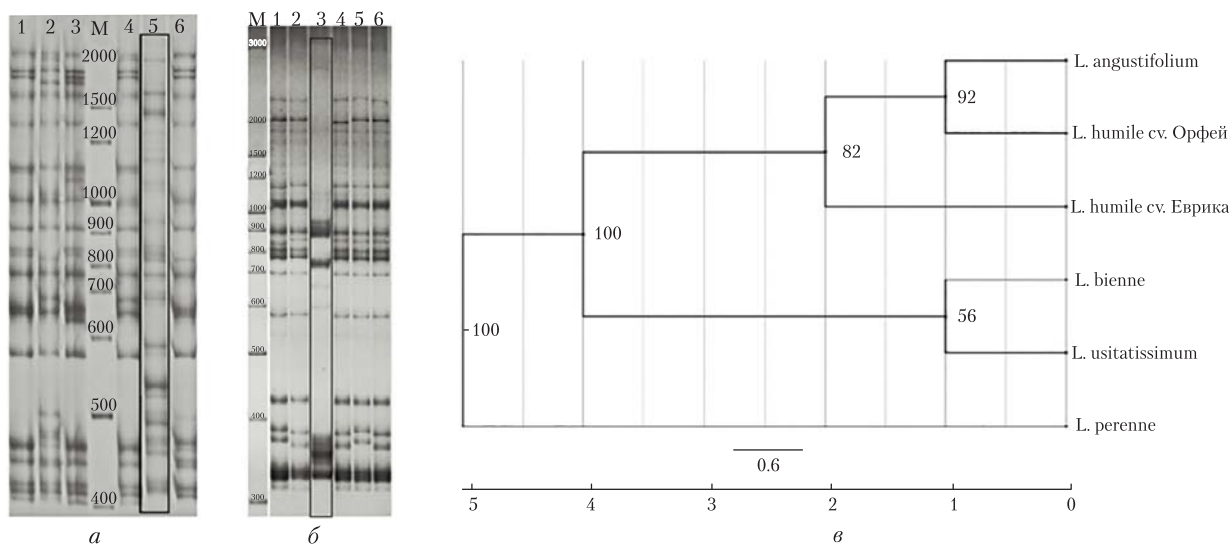 1 2 3 M 4 5 6
2000
1500
1200
1000
900
800
700
600
500
400
а
M 1 2 3 4 5 6
3000
2000
1500
1200
1000
900
800
700
600
500
400
300
б
L. angustifolium
92
L. humile cv. Орфей
82
L. humile cv. Еврика
100
L. bienne
56
100
L. usitatissimum
L. perenne
0.6
5 4 3 2 1 0
в